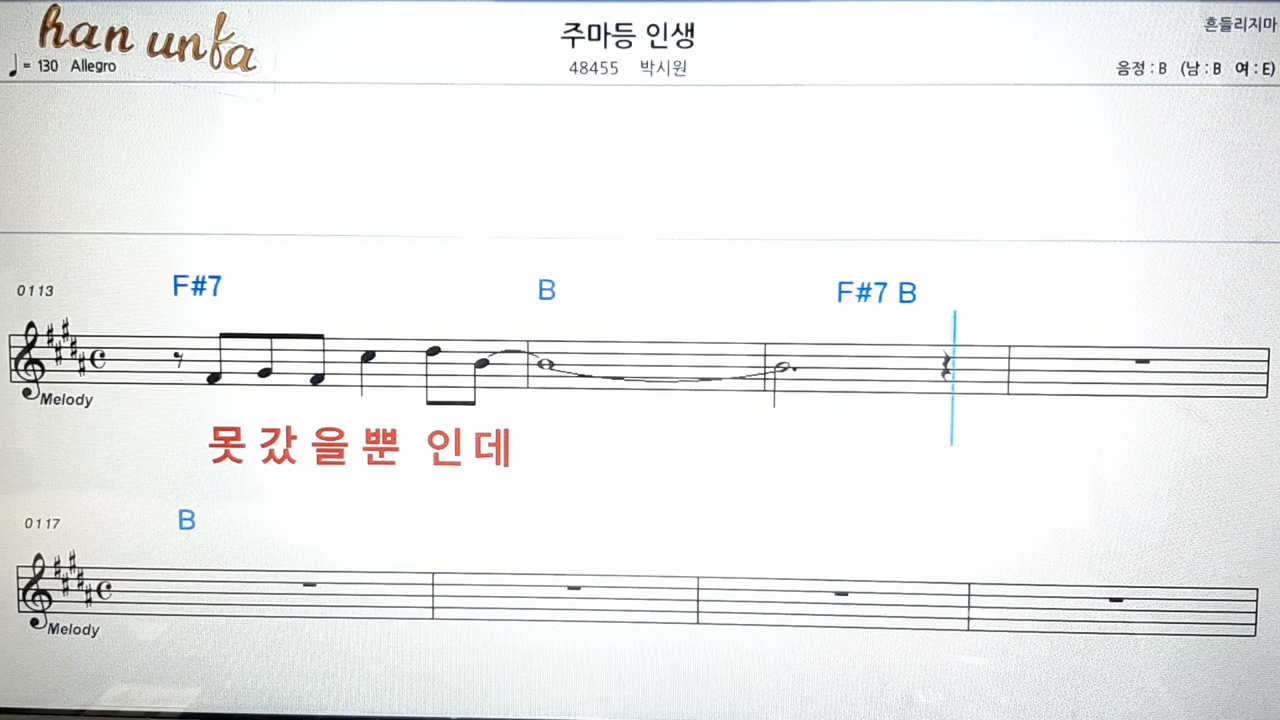 han unfa
주마등 인생
흔들리지마
♩= 130 Allegro
48455 박시원
음정 : B (남 : B 여 : E)
0113
F#7 B F#7 B
Melody
못 갔 을 뿐 인 데
0117
B
Melody